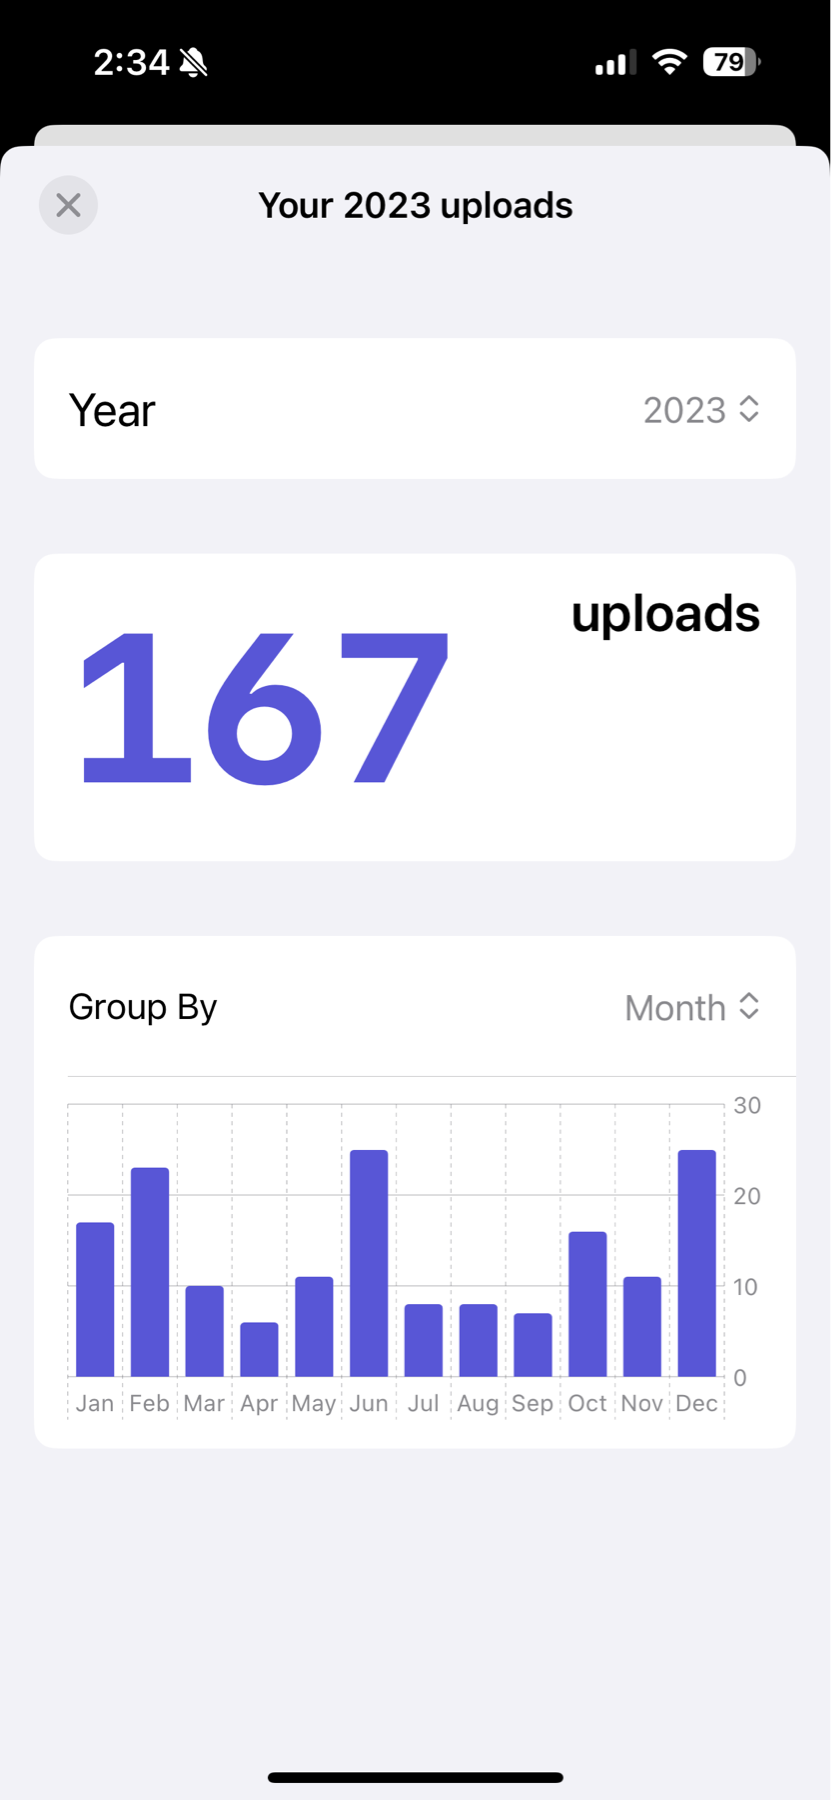 2:34
79
Your 2023 uploads
Year 2023
uploads
167
Group By Month
30
20
10
0
Jan Feb Mar Apr May Jun Jul Aug Sep Oct Nov Dec